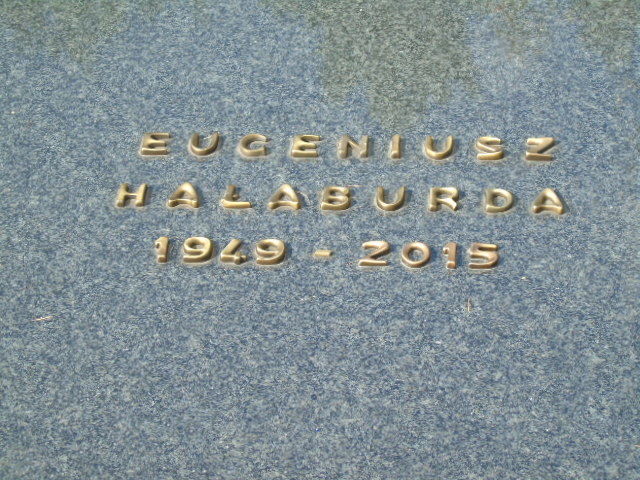 EUGENIUSZ
HAŁABURDA
1949 - 2015